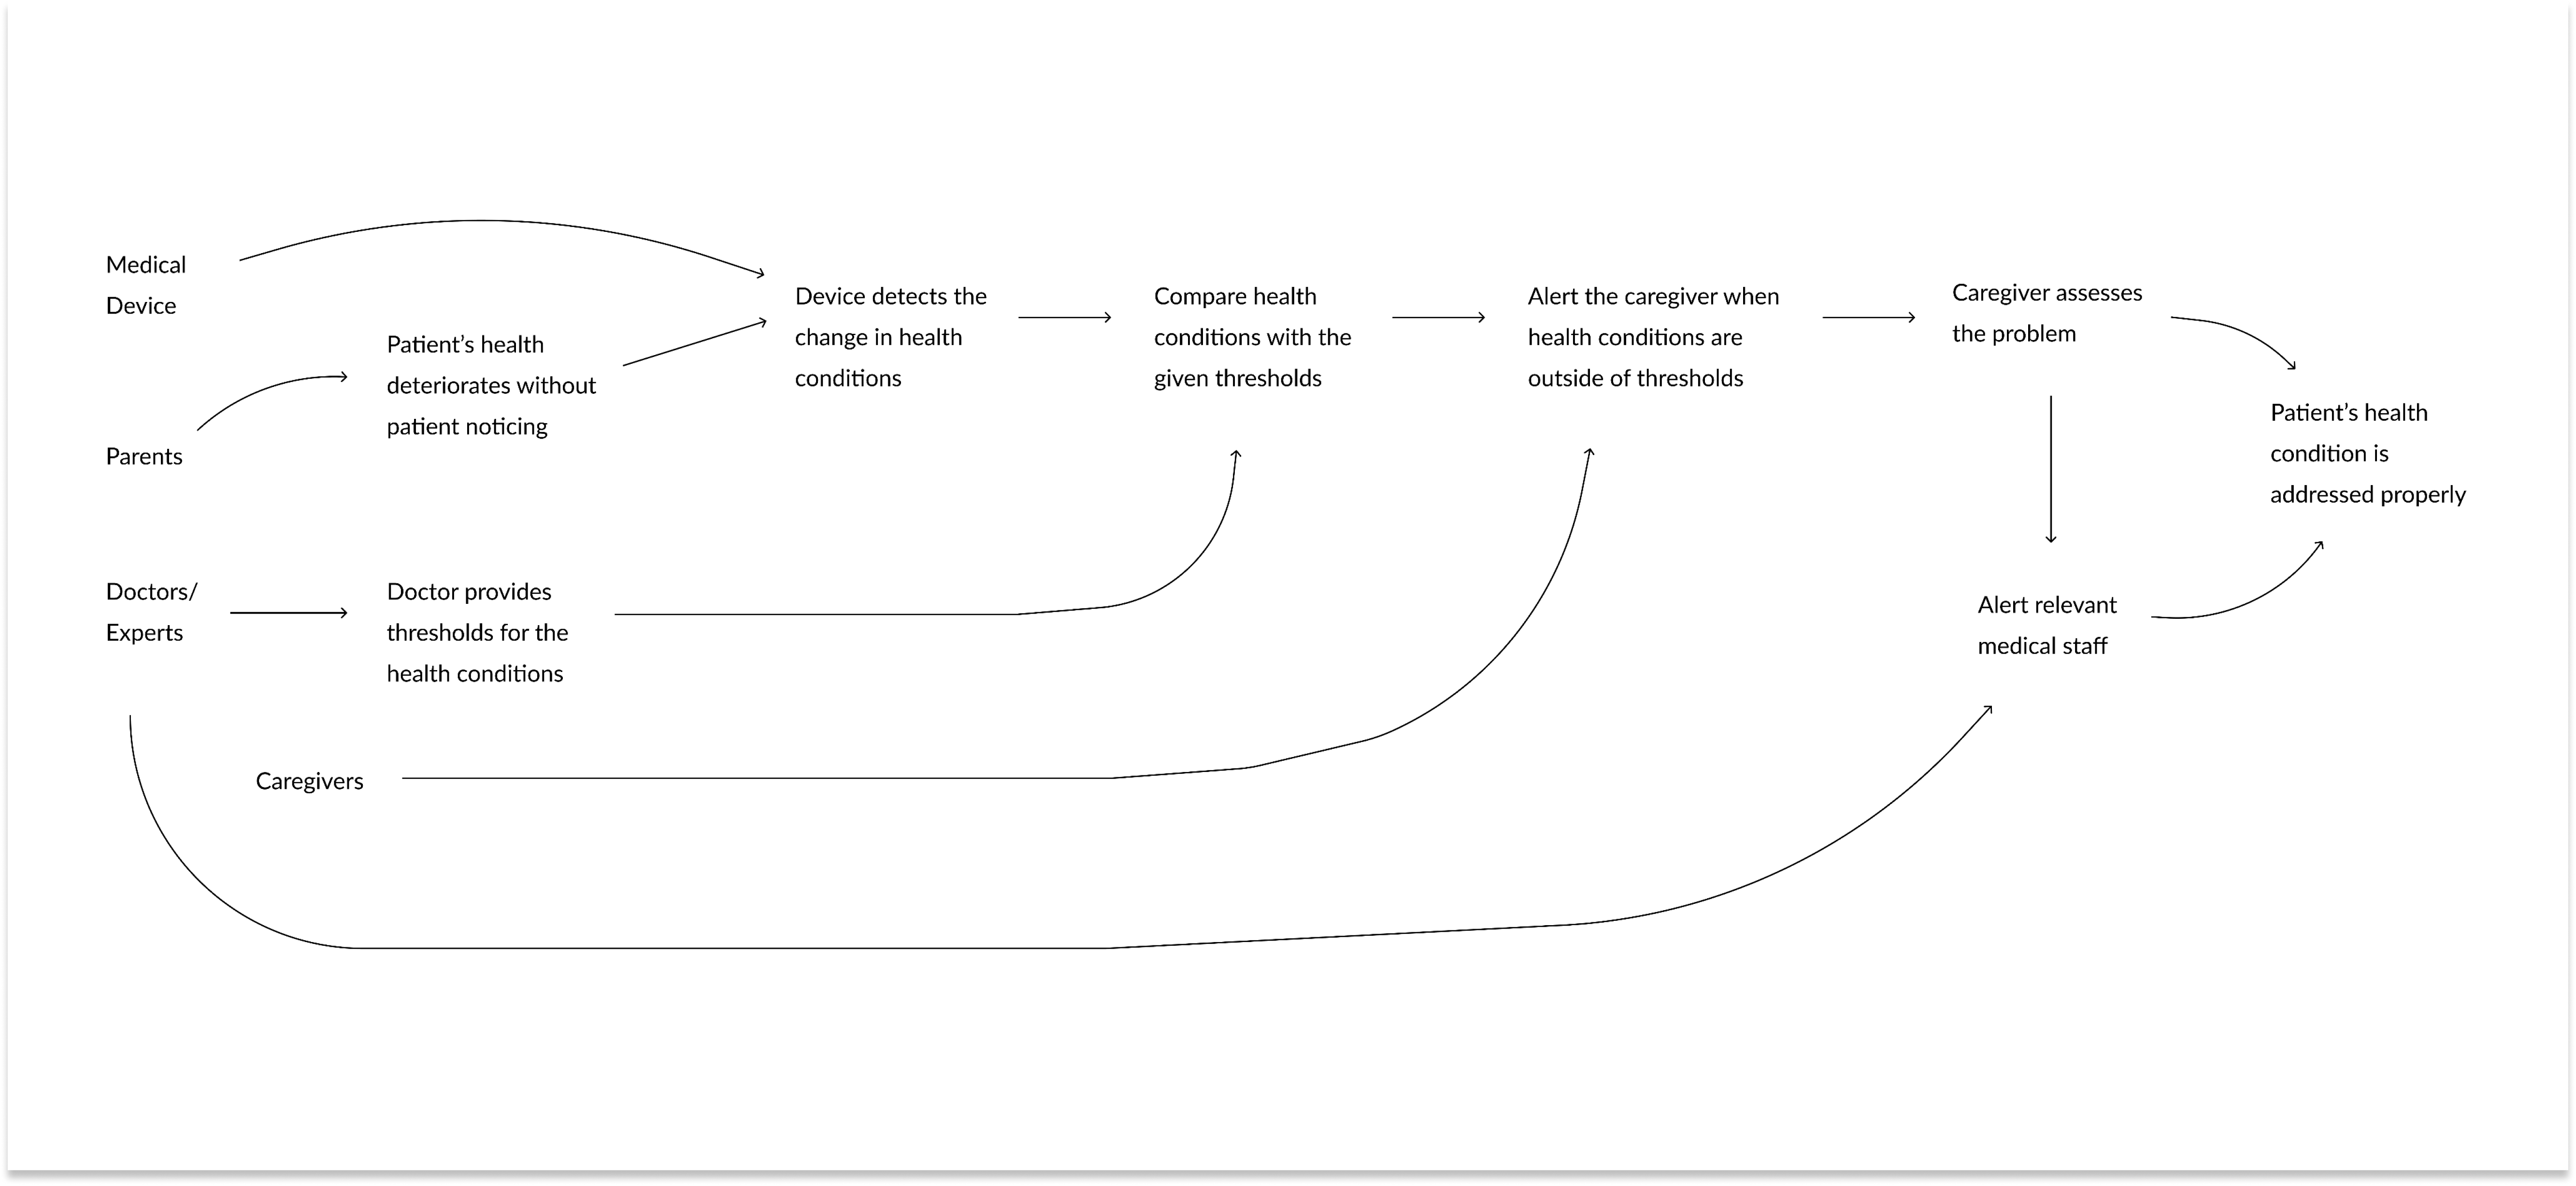 Medical
Device
Parents
Doctors/
Experts
Caregivers
Patient’s health
deteriorates without
patient noticing
Doctor provides
thresholds for the
health conditions
Device detects the
change in health
conditions
Compare health
conditions with the
given thresholds
Alert the caregiver when
health conditions are
outside of thresholds
Caregiver assesses
the problem
Alert relevant
medical staff
Patient’s health
condition is
addressed properly